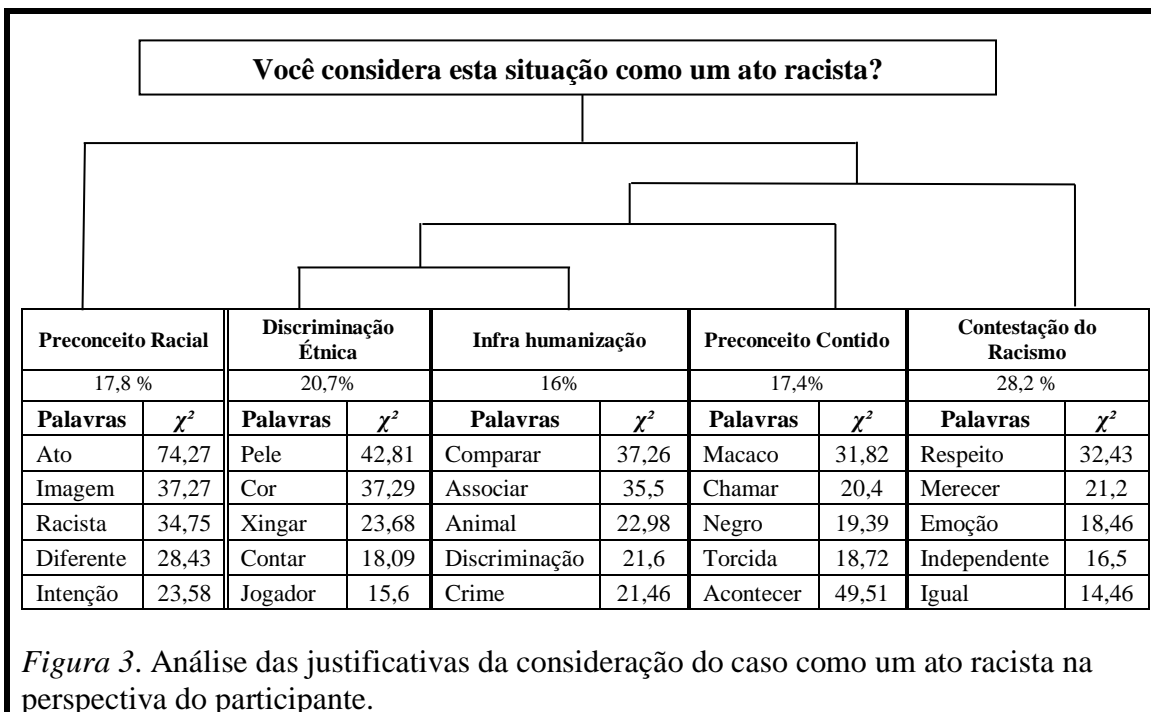 Você considera esta situação como um ato racista?
Preconceito Racial Discriminação Étnica Infra humanização Preconceito Contido Contestação do Racismo
17,8 % 20,7% 16% 17,4% 28,2 %
Palavras χ² Palavras χ² Palavras χ² Palavras χ² Palavras χ²
Ato 74,27 Pele 42,81 Comparar 37,26 Macaco 31,82 Respeito 32,43
Imagem 37,27 Cor 37,29 Associar 35,5 Chamar 20,4 Merecer 21,2
Racista 34,75 Xingar 23,68 Animal 22,98 Negro 19,39 Emoção 18,46
Diferente 28,43 Contar 18,09 Discriminação 21,6 Torcida 18,72 Independente 16,5
Intenção 23,58 Jogador 15,6 Crime 21,46 Acontecer 49,51 Igual 14,46
Figura 3. Análise das justificativas da consideração do caso como um ato racista na
perspectiva do participante.